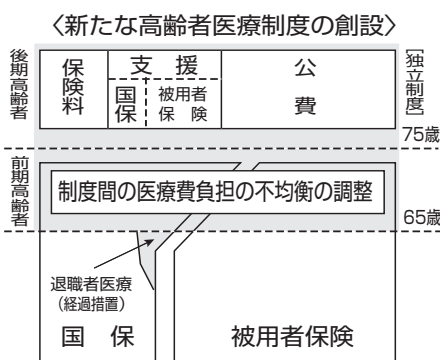 〈新たな高齢者医療制度の創設〉
後期高齢者
保険料
支援
国保
被用者
保険
公費
［独立制度］
75歳
前期高齢者
制度間の医療費負担の不均衡の調整
65歳
退職者医療
（経過措置）
国保
被用者保険